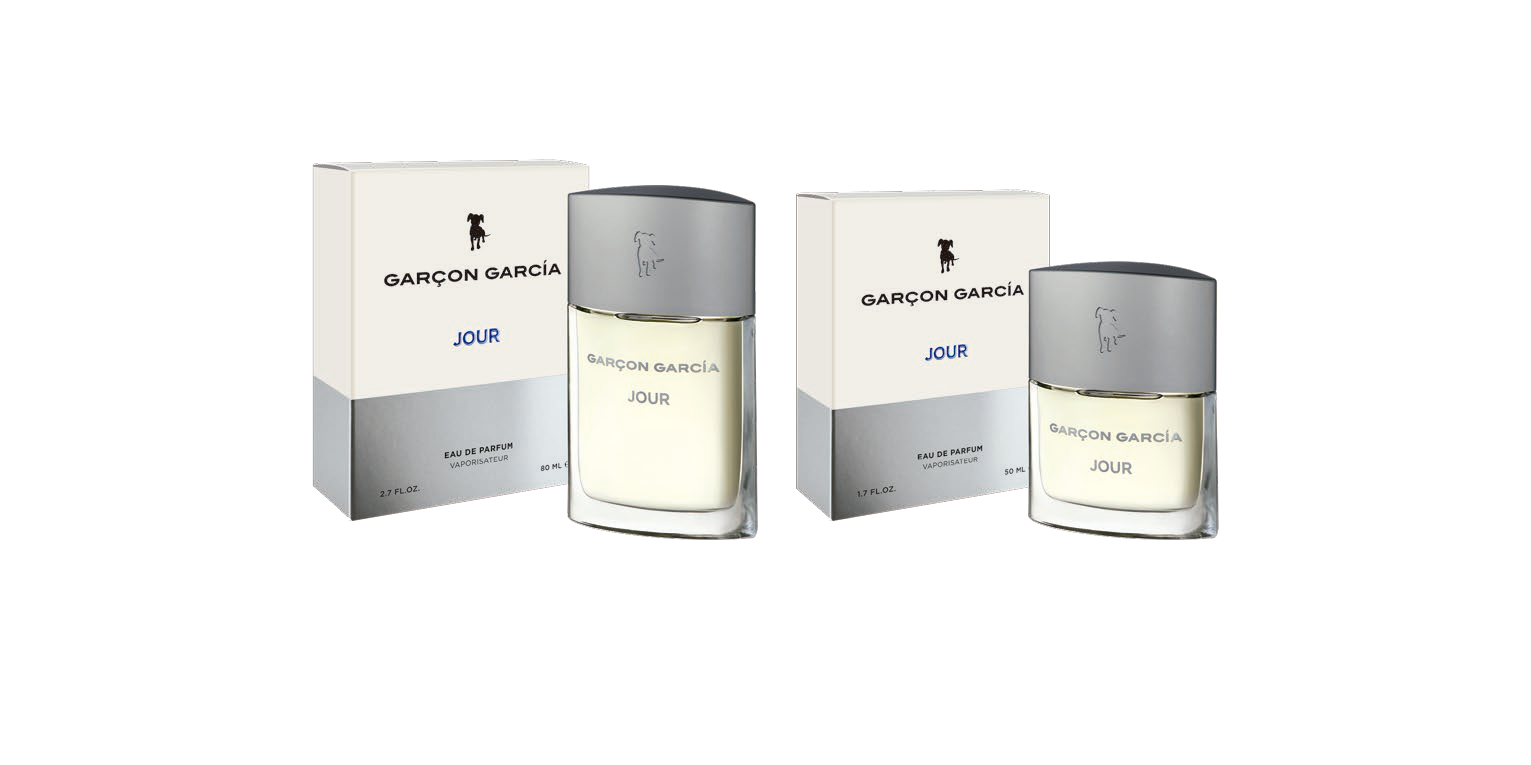 GARÇON GARCÍA
JOUR
EAU DE PARFUM
VAPORISATEUR
80 ML
2.7 FL.OZ.
GARÇON GARCÍA
JOUR
GARÇON GARCÍA
JOUR
EAU DE PARFUM
VAPORISATEUR
50 ML
1.7 FL.OZ.
GARÇON GARCÍA
JOUR